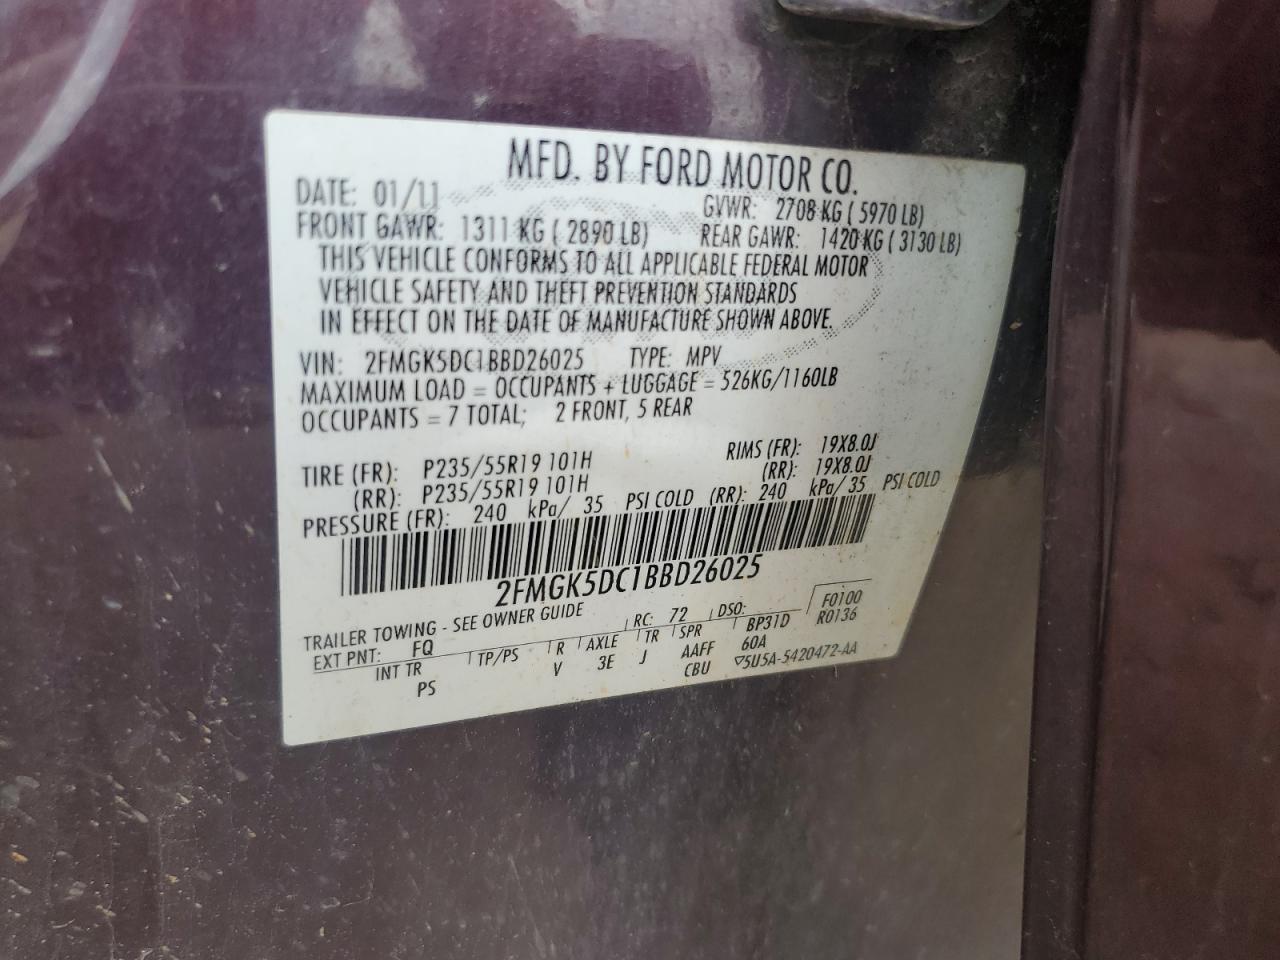 MFD. BY FORD MOTOR CO.
DATE: 01/11 GVWR: 2708 KG ( 5970 LB)
FRONT GAWR: 1311 KG ( 2890 LB) REAR GAWR: 1420 KG ( 3130 LB)
THIS VEHICLE CONFORMS TO ALL APPLICABLE FEDERAL MOTOR
VEHICLE SAFETY AND THEFT PREVENTION STANDARDS
IN EFFECT ON THE DATE OF MANUFACTURE SHOWN ABOVE.
VIN: 2FMGK5DC1BBD26025 TYPE: MPV
MAXIMUM LOAD = OCCUPANTS + LUGGAGE = 526KG/1160LB
OCCUPANTS = 7 TOTAL; 2 FRONT, 5 REAR
TIRE (FR): P235/55R19 101H RIMS (FR): 19X8.0J
(RR): P235/55R19 101H (RR): 19X8.0J
PRESSURE (FR): 240 kPa/ 35 PSI COLD (RR): 240 kPa/ 35 PSI COLD
2FMGK5DC1BBD26025
TRAILER TOWING - SEE OWNER GUIDE
EXT PNT: FQ RC: 72 DSO: F0100
INT TR TP/PS R AXLE TR SPR BP31D R0136
PS V 3E J AAFF 60A
CBU ▽5U5A-5420472-AA